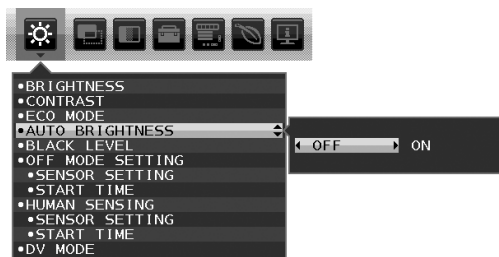 •BRIGHTNESS
•CONTRAST
•ECO MODE
•AUTO BRIGHTNESS
OFF ON
•BLACK LEVEL
•OFF MODE SETTING
•SENSOR SETTING
•START TIME
•HUMAN SENSING
•SENSOR SETTING
•START TIME
•DV MODE